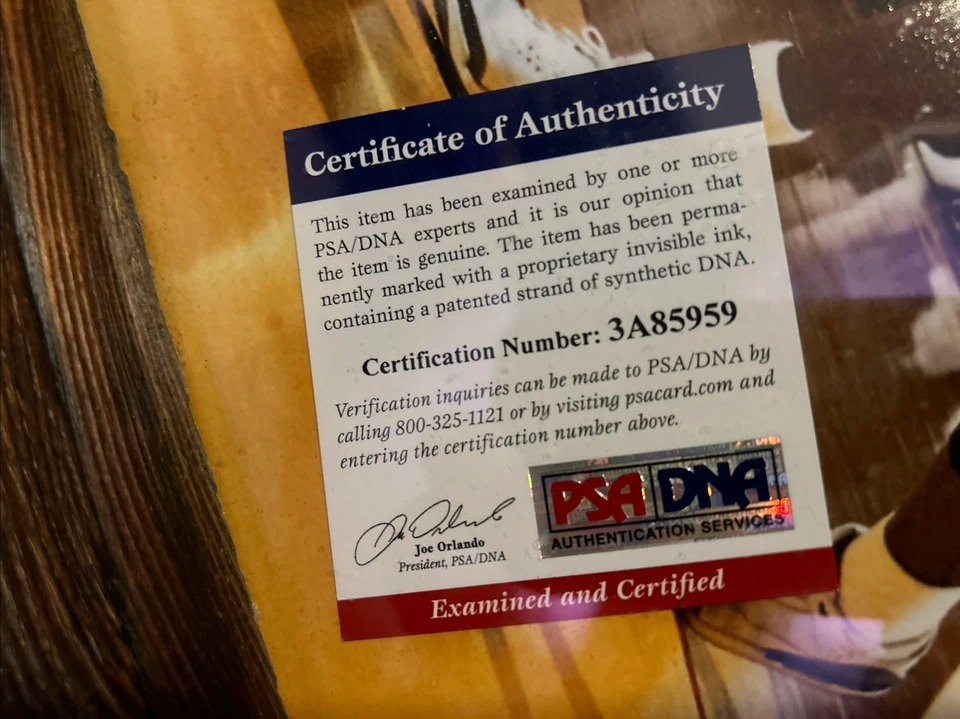 Certificate of Authenticity
This item has been examined by one or more
PSA/DNA experts and it is our opinion that
the item is genuine. The item has been perma-
nently marked with a proprietary invisible ink,
containing a patented strand of synthetic DNA.
Certification Number: 3A85959
Verification inquiries can be made to PSA/DNA by
calling 800-325-1121 or by visiting psacard.com and
entering the certification number above.
Joe Orlando
President, PSA/DNA
PSA DNA
AUTHENTICATION SERVICES
Examined and Certified